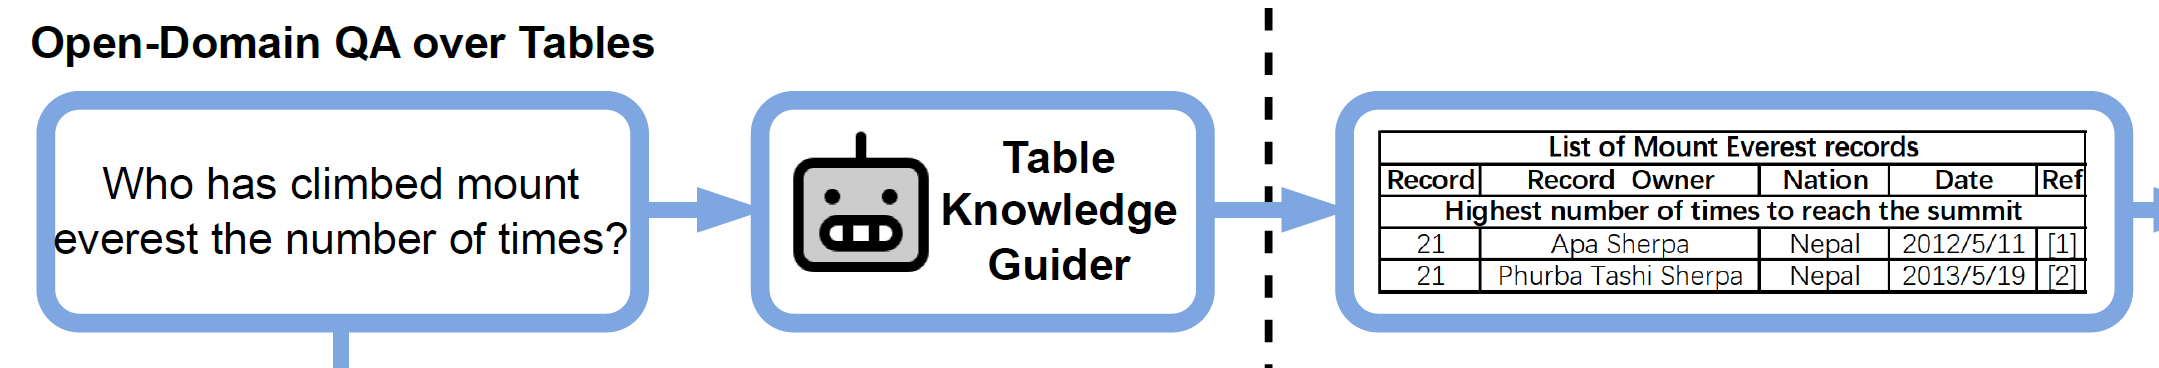 Open-Domain QA over Tables
Who has climbed mount
everest the number of times?
Table
Knowledge
Guider
List of Mount Everest records
Record Record Owner Nation Date Ref
Highest number of times to reach the summit
21 Apa Sherpa Nepal 2012/5/11 [1]
21 Phurba Tashi Sherpa Nepal 2013/5/19 [2]